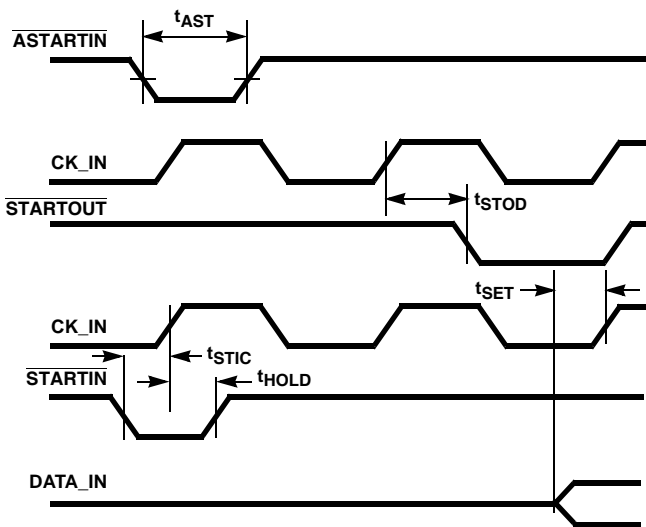 ASTARTIN
tAST
CK_IN
tSTOD
STARTOUT
tSET
CK_IN
tSTIC
STARTIN
tHOLD
DATA_IN